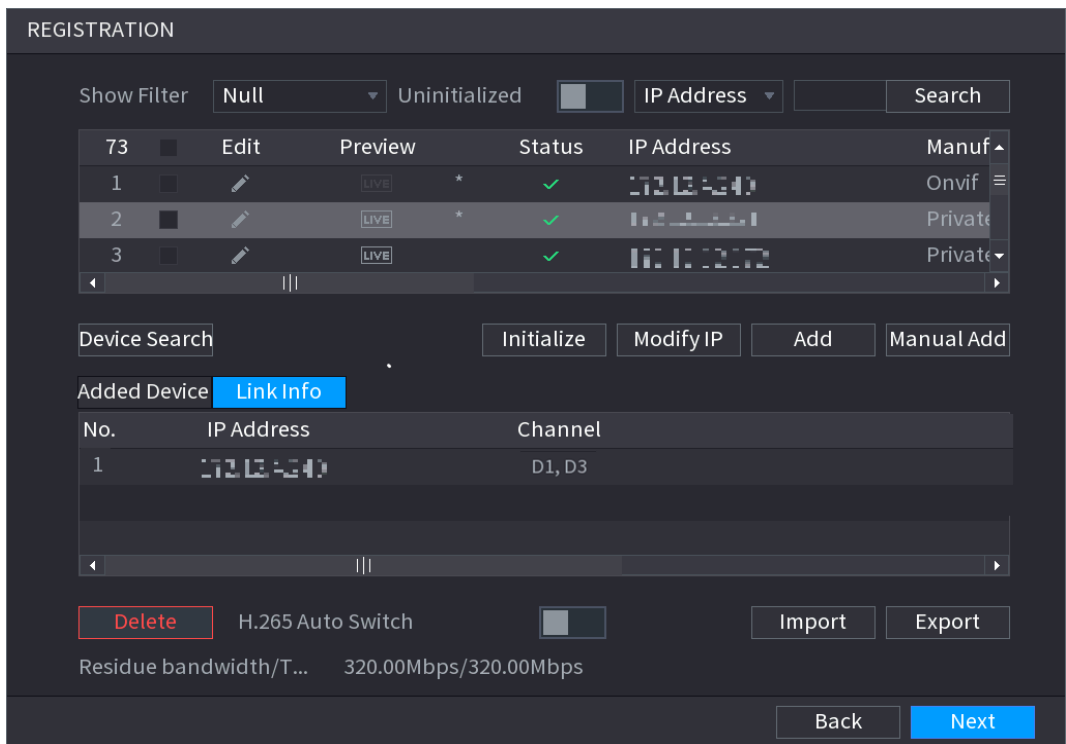 REGISTRATION
Show Filter Null Uninitialized IP Address Search
73 Edit Preview Status IP Address Manuf
1 LIVE * Onvif
2 LIVE * Private
3 LIVE Private
Device Search Initialize Modify IP Add Manual Add
Added Device Link Info
No. IP Address Channel
1 D1, D3
Delete H.265 Auto Switch Import Export
Residue bandwidth/T... 320.00Mbps/320.00Mbps
Back Next